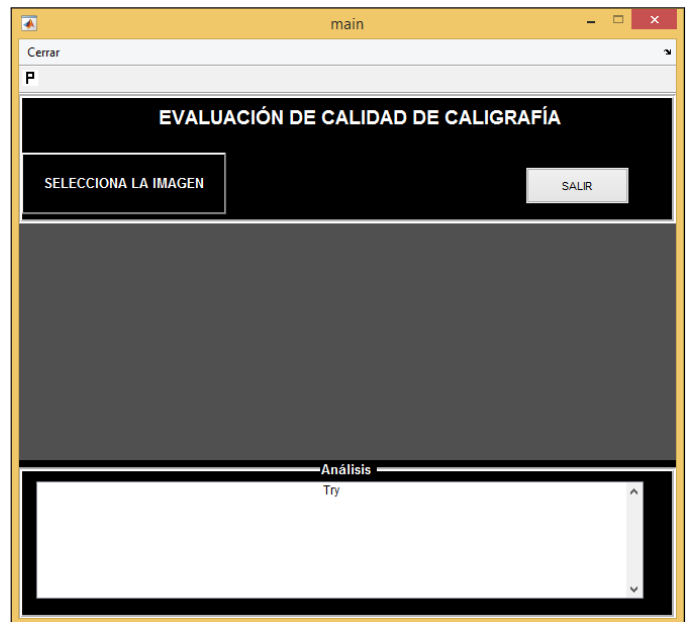 main
Cerrar
P
EVALUACIÓN DE CALIDAD DE CALIGRAFÍA
SELECCIONA LA IMAGEN
SALIR
Análisis
Try